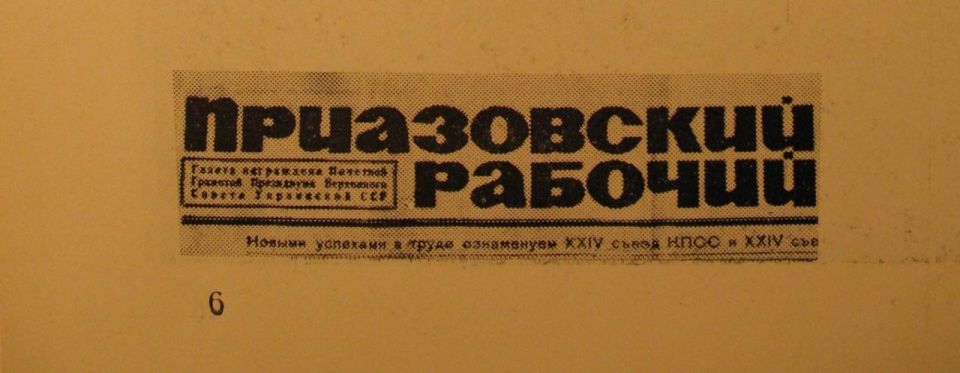 ПРИАЗОВСКИЙ
РАБОЧИЙ
Газета награждена Почетной
Грамотой Президиума Верховного
Совета Украинской ССР
Новыми успехами в труде ознаменуем XXIV съезд КПСС и XXIV съе
6